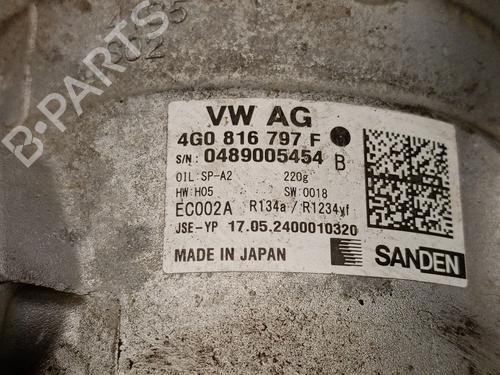 VW AG
4G0 816 797 F
S/N: 0489005454 B
OIL: SP-A2 220g
HW: H05 SW: 0018
EC002A R134a / R1234yf
JSE-YP 17.05.2400010320
MADE IN JAPAN SANDEN
B-PARTS